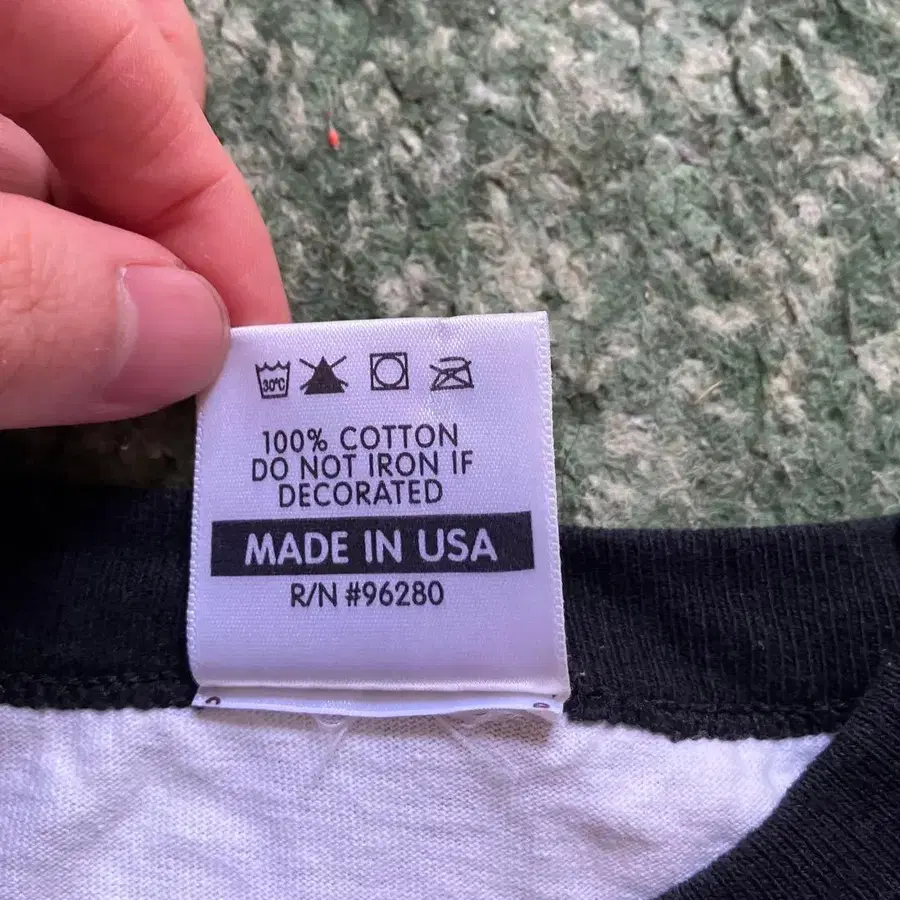 30°C
100% COTTON
DO NOT IRON IF
DECORATED
MADE IN USA
R/N #96280